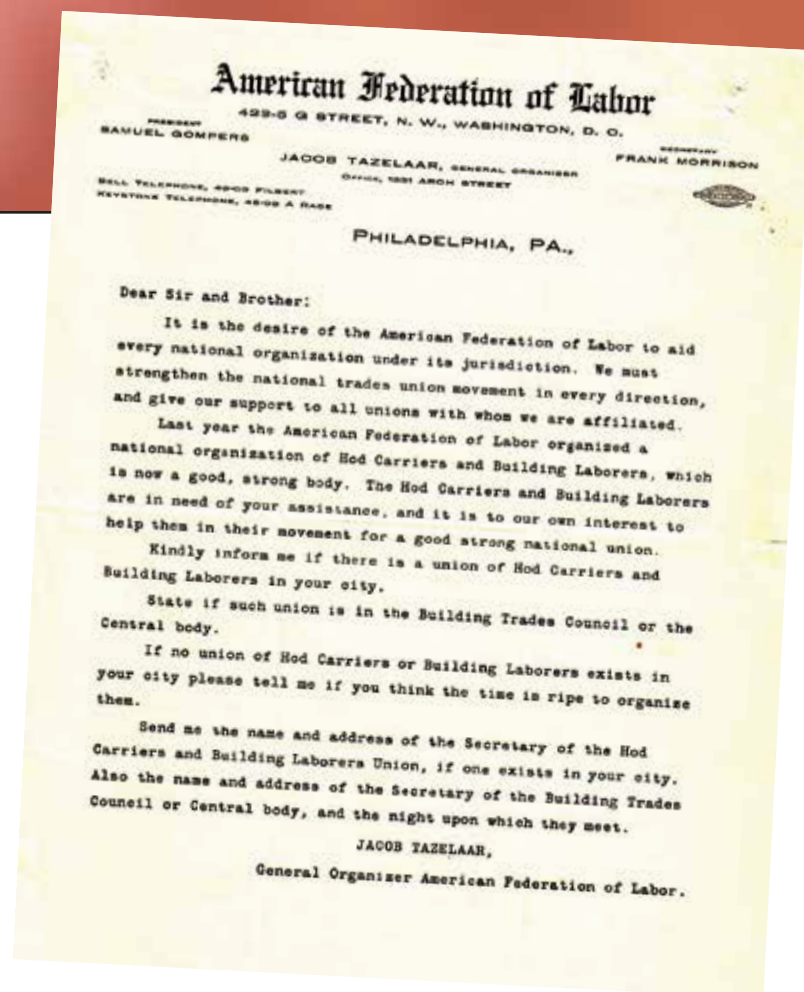 American Federation of Labor
423-5 G STREET, N. W., WASHINGTON, D. C.
PRESIDENT
SAMUEL GOMPERS
SECRETARY
FRANK MORRISON
JACOB TAZELAAR, GENERAL ORGANIZER
OFFICE, 1231 ARCH STREET
BELL TELEPHONE, FILBERT
KEYSTONE TELEPHONE, A RACE
PHILADELPHIA, PA.,
Dear Sir and Brother:
It is the desire of the American Federation of Labor to aid
every national organization under its jurisdiction. We must
strengthen the national trades union movement in every direction,
and give our support to all unions with whom we are affiliated.
Last year the American Federation of Labor organized a
national organization of Hod Carriers and Building Laborers, which
is now a good, strong body. The Hod Carriers and Building Laborers
are in need of your assistance, and it is to our own interest to
help them in their movement for a good strong national union.
Kindly inform me if there is a union of Hod Carriers and
Building Laborers in your city.
State if such union is in the Building Trades Council or the
Central body.
If no union of Hod Carriers or Building Laborers exists in
your city please tell me if you think the time is ripe to organize
them.
Send me the name and address of the Secretary of the Hod
Carriers and Building Laborers Union, if one exists in your city.
Also the name and address of the Secretary of the Building Trades
Council or Central body, and the night upon which they meet.
JACOB TAZELAAR,
General Organizer American Federation of Labor.